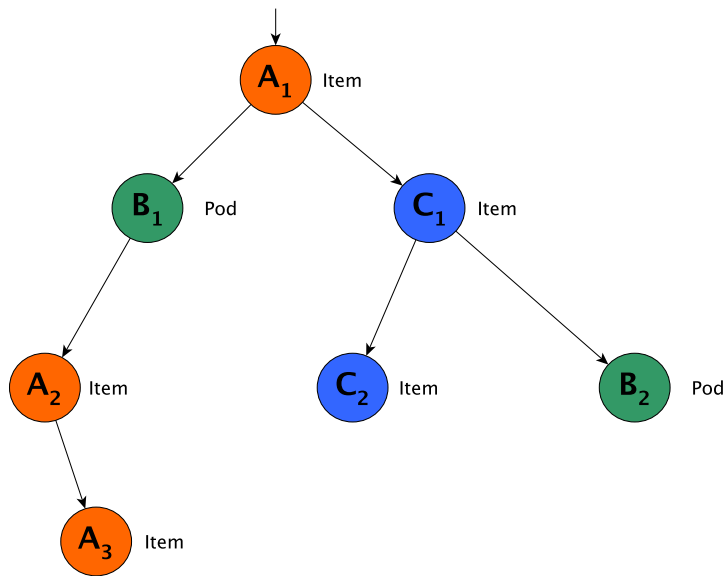 A1 Item
B1 Pod
C1 Item
A2 Item
C2 Item
B2 Pod
A3 Item